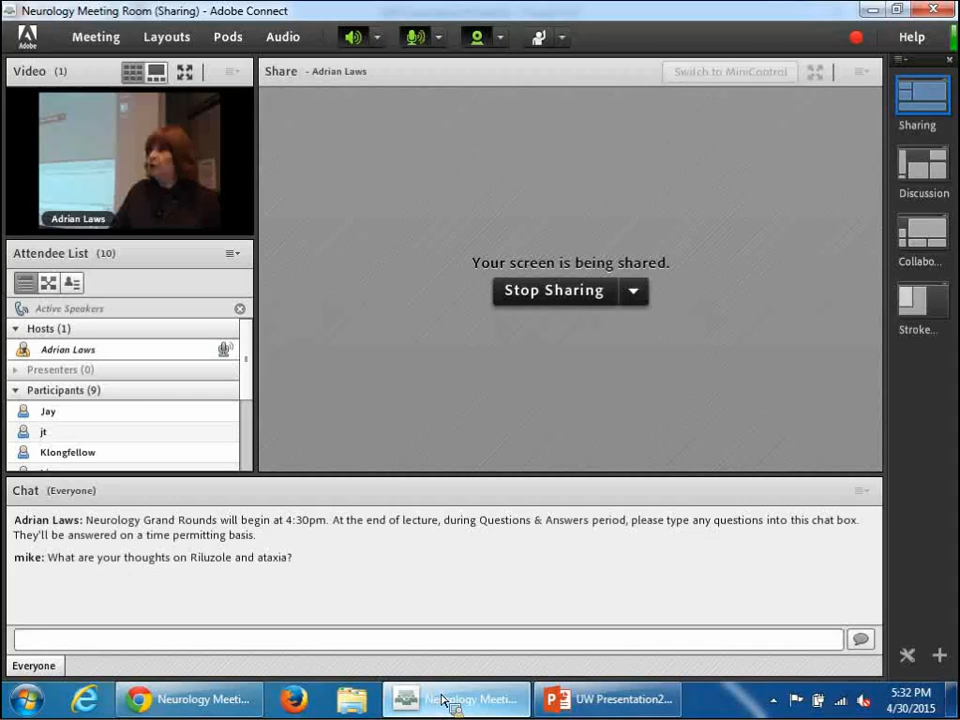 Neurology Meeting Room (Sharing) - Adobe Connect
Adobe
Meeting Layouts Pods Audio Help
Video (1)
Share - Adrian Laws
Switch to MiniControl
Adrian Laws
Your screen is being shared.
Stop Sharing
Attendee List (10)
Active Speakers
Hosts (1)
Adrian Laws
Presenters (0)
Participants (9)
Jay
jt
Klongfellow
Sharing
Discussion
Collabo...
Stroke...
Chat (Everyone)
Adrian Laws: Neurology Grand Rounds will begin at 4:30pm. At the end of lecture, during Questions & Answers period, please type any questions into this chat box.
They'll be answered on a time permitting basis.
mike: What are your thoughts on Riluzole and ataxia?
Everyone
Neurology Meeti...
Neurology Meeti...
UW Presentation2...
5:32 PM
4/30/2015